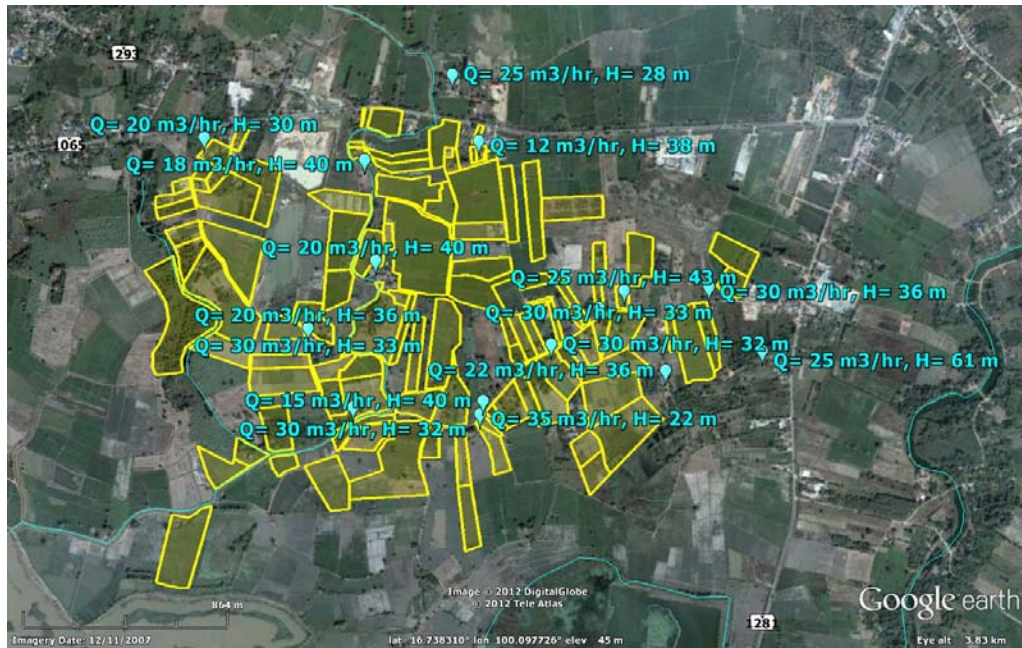 1293
Q= 25 m3/hr, H= 28 m
Q= 20 m3/hr, H= 30 m
1065
Q= 12 m3/hr, H= 38 m
Q= 18 m3/hr, H= 40 m
Q= 20 m3/hr, H= 40 m
Q= 25 m3/hr, H= 43 m
Q= 30 m3/hr, H= 36 m
Q= 20 m3/hr, H= 36 m
Q= 30 m3/hr, H= 33 m
Q= 30 m3/hr, H= 33 m
Q= 30 m3/hr, H= 32 m
Q= 25 m3/hr, H= 61 m
Q= 22 m3/hr, H= 36 m
Q= 15 m3/hr, H= 40 m
Q= 35 m3/hr, H= 22 m
Q= 30 m3/hr, H= 32 m
864 m
Image © 2012 DigitalGlobe
© 2012 Tele Atlas
Google earth
1281
Imagery Date: 12/11/2007
lat 16.738310° lon 100.097726° elev 45 m
Eye alt 3.83 km